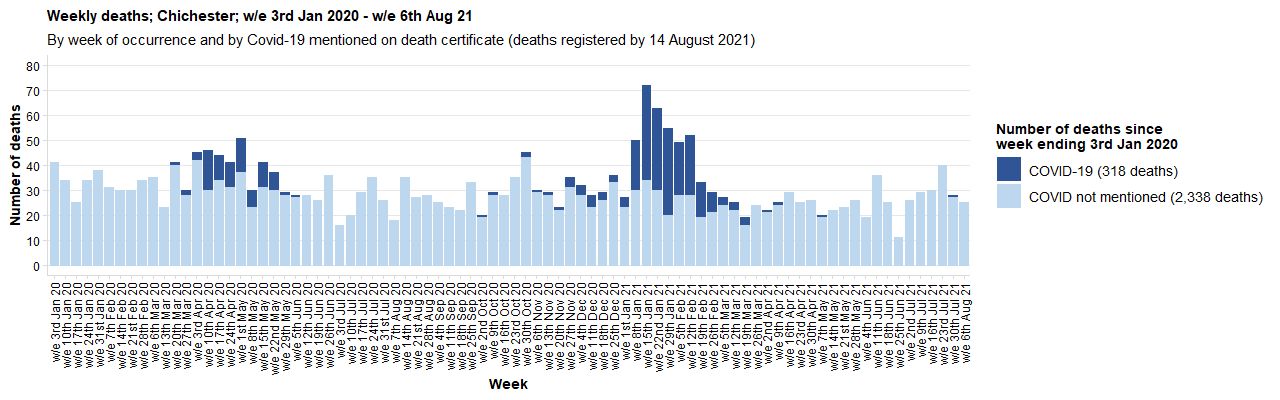 Weekly deaths; Chichester; w/e 3rd Jan 2020 - w/e 6th Aug 21
By week of occurrence and by Covid-19 mentioned on death certificate (deaths registered by 14 August 2021)
Number of deaths
80
70
60
50
40
30
20
10
0
w/e 3rd Jan 20
w/e 10th Jan 20
w/e 17th Jan 20
w/e 24th Jan 20
w/e 31st Jan 20
w/e 7th Feb 20
w/e 14th Feb 20
w/e 21st Feb 20
w/e 28th Feb 20
w/e 6th Mar 20
w/e 13th Mar 20
w/e 20th Mar 20
w/e 27th Mar 20
w/e 3rd Apr 20
w/e 10th Apr 20
w/e 17th Apr 20
w/e 24th Apr 20
w/e 1st May 20
w/e 8th May 20
w/e 15th May 20
w/e 22nd May 20
w/e 29th May 20
w/e 5th Jun 20
w/e 12th Jun 20
w/e 19th Jun 20
w/e 26th Jun 20
w/e 3rd Jul 20
w/e 10th Jul 20
w/e 17th Jul 20
w/e 24th Jul 20
w/e 31st Jul 20
w/e 7th Aug 20
w/e 14th Aug 20
w/e 21st Aug 20
w/e 28th Aug 20
w/e 4th Sep 20
w/e 11th Sep 20
w/e 18th Sep 20
w/e 25th Sep 20
w/e 2nd Oct 20
w/e 9th Oct 20
w/e 16th Oct 20
w/e 23rd Oct 20
w/e 30th Oct 20
w/e 6th Nov 20
w/e 13th Nov 20
w/e 20th Nov 20
w/e 27th Nov 20
w/e 4th Dec 20
w/e 11th Dec 20
w/e 18th Dec 20
w/e 25th Dec 20
w/e 1st Jan 21
w/e 8th Jan 21
w/e 15th Jan 21
w/e 22nd Jan 21
w/e 29th Jan 21
w/e 5th Feb 21
w/e 12th Feb 21
w/e 19th Feb 21
w/e 26th Feb 21
w/e 5th Mar 21
w/e 12th Mar 21
w/e 19th Mar 21
w/e 26th Mar 21
w/e 2nd Apr 21
w/e 9th Apr 21
w/e 16th Apr 21
w/e 23rd Apr 21
w/e 30th Apr 21
w/e 7th May 21
w/e 14th May 21
w/e 21st May 21
w/e 28th May 21
w/e 4th Jun 21
w/e 11th Jun 21
w/e 18th Jun 21
w/e 25th Jun 21
w/e 2nd Jul 21
w/e 9th Jul 21
w/e 16th Jul 21
w/e 23rd Jul 21
w/e 30th Jul 21
w/e 6th Aug 21
Week
Number of deaths since
week ending 3rd Jan 2020
COVID-19 (318 deaths)
COVID not mentioned (2,338 deaths)